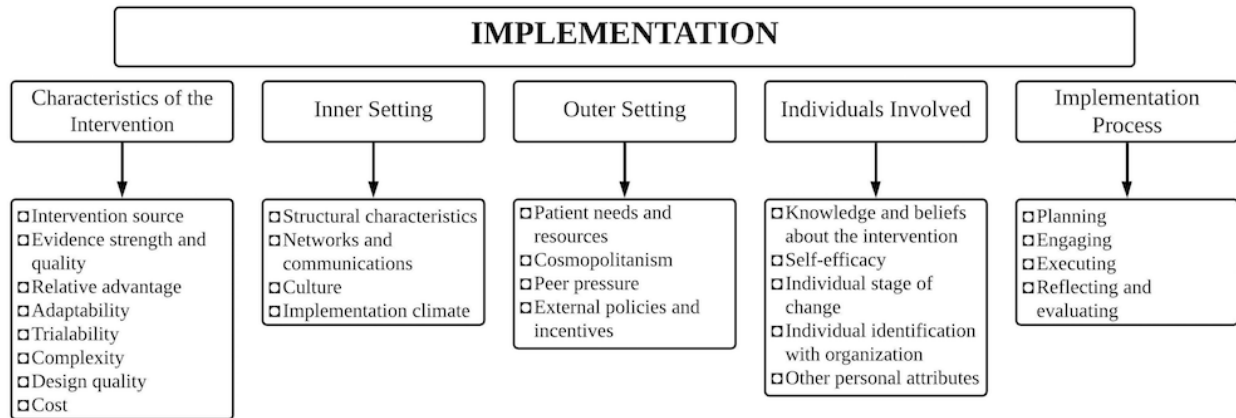 IMPLEMENTATION
Characteristics of the
Intervention
Inner Setting
Outer Setting
Individuals Involved
Implementation
Process
Intervention source
Evidence strength and
quality
Relative advantage
Adaptability
Trialability
Complexity
Design quality
Cost
Structural characteristics
Networks and
communications
Culture
Implementation climate
Patient needs and
resources
Cosmopolitanism
Peer pressure
External policies and
incentives
Knowledge and beliefs
about the intervention
Self-efficacy
Individual stage of
change
Individual identification
with organization
Other personal attributes
Planning
Engaging
Executing
Reflecting and
evaluating